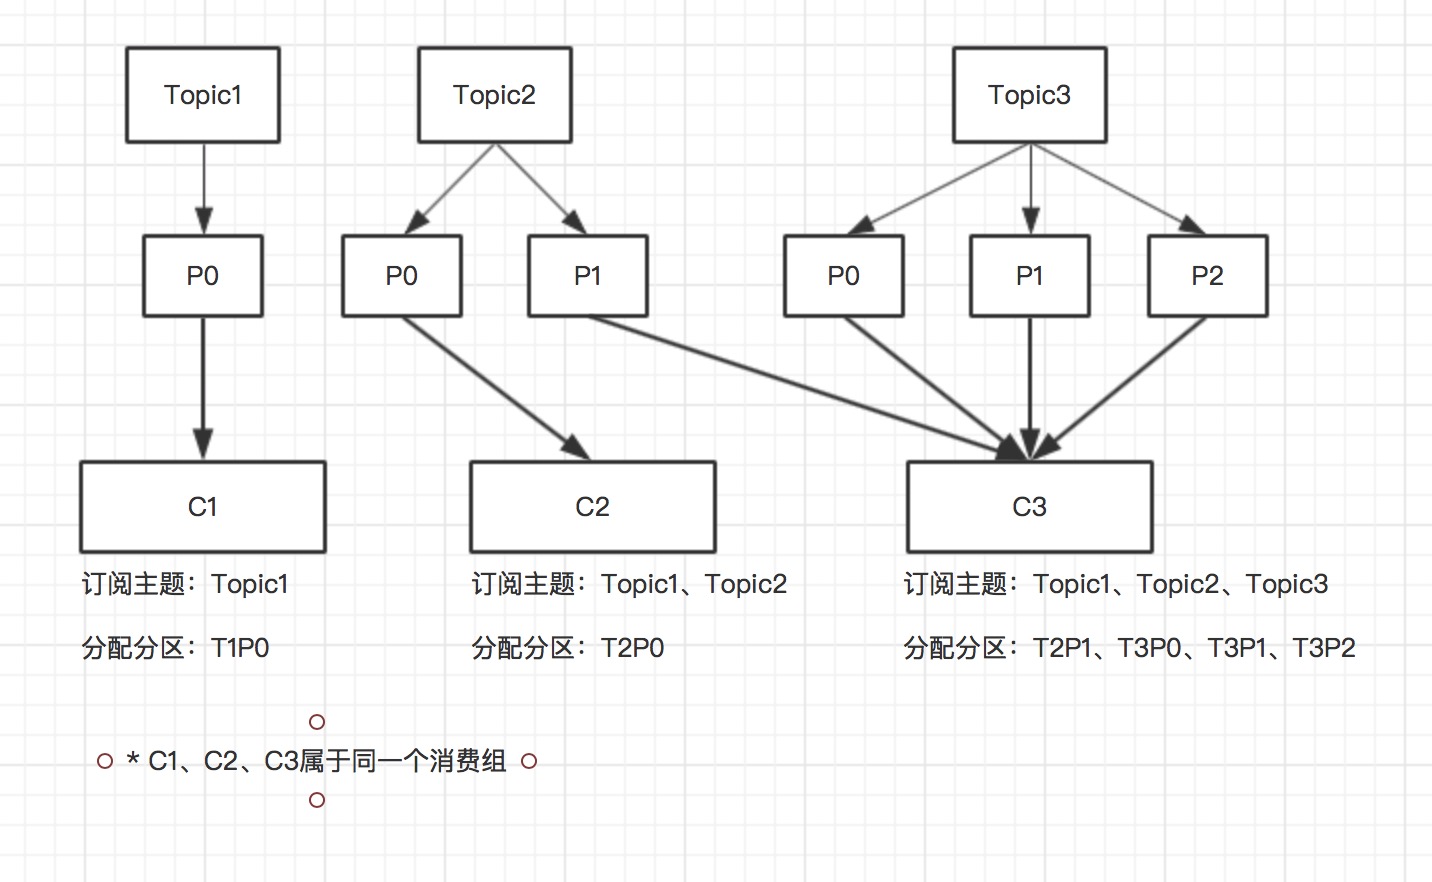 Topic1
Topic2
Topic3
P0
P0
P1
P0
P1
P2
C1
C2
C3
订阅主题：Topic1
订阅主题：Topic1、Topic2
订阅主题：Topic1、Topic2、Topic3
分配分区：T1P0
分配分区：T2P0
分配分区：T2P1、T3P0、T3P1、T3P2
* C1、C2、C3属于同一个消费组